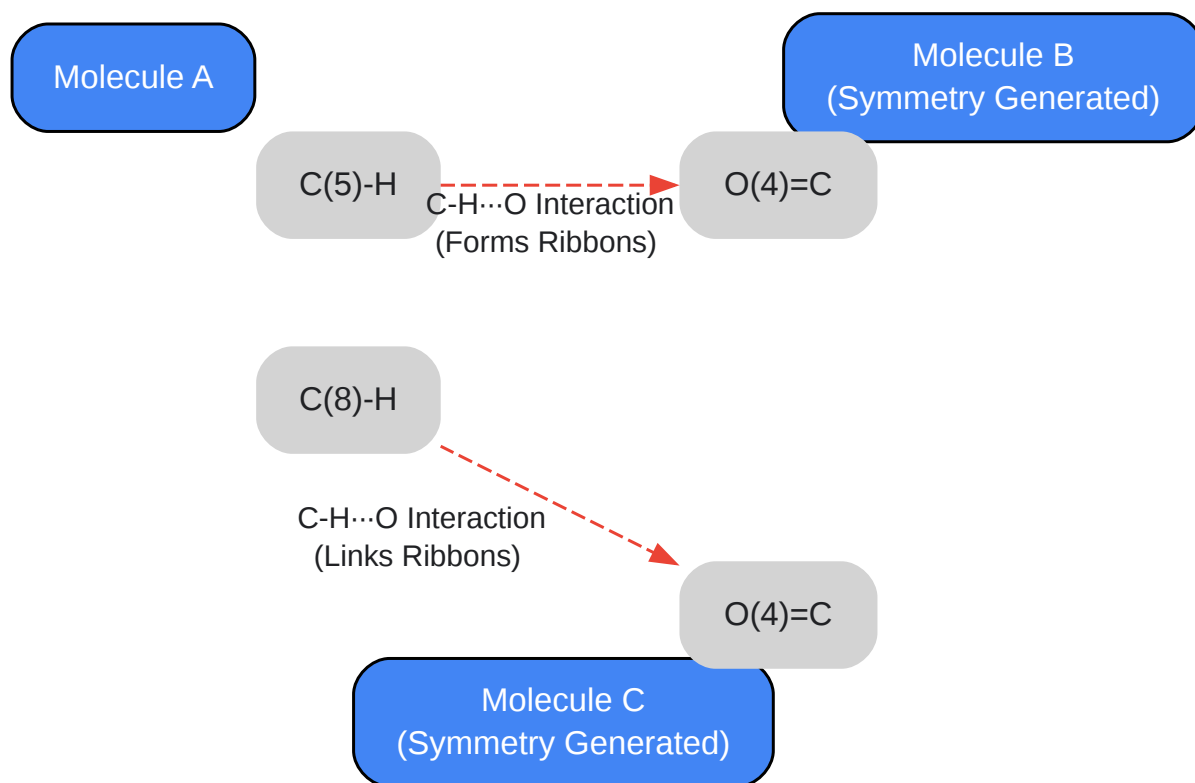 Molecule A
Molecule B
(Symmetry Generated)
C(5)-H
O(4)=C
C-H···O Interaction
(Forms Ribbons)
C(8)-H
C-H···O Interaction
(Links Ribbons)
O(4)=C
Molecule C
(Symmetry Generated)